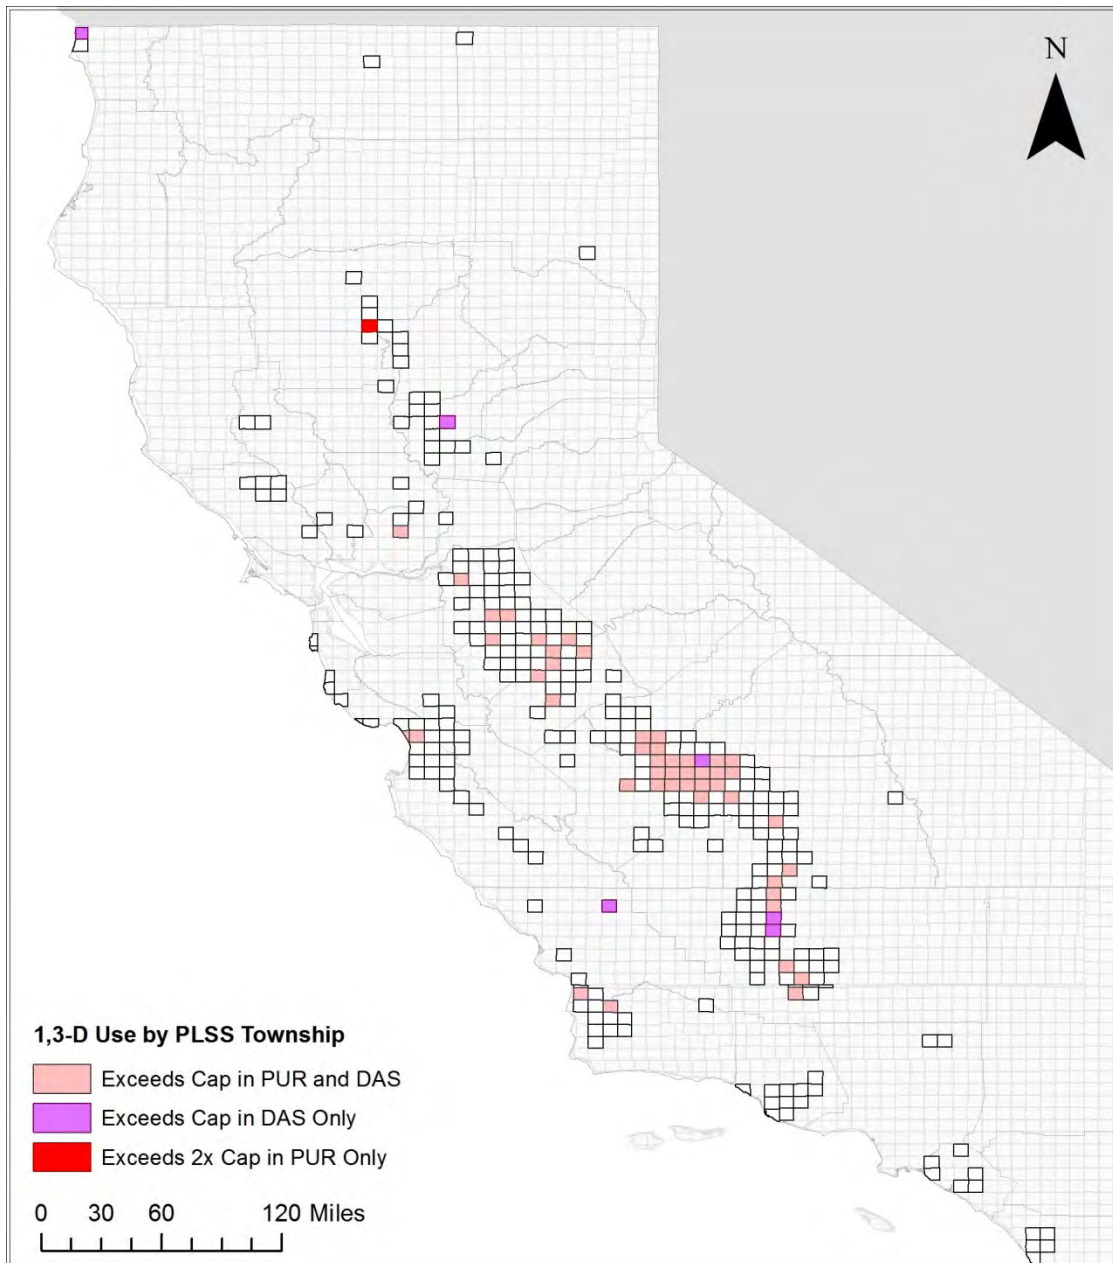 N
1,3-D Use by PLSS Township
Exceeds Cap in PUR and DAS
Exceeds Cap in DAS Only
Exceeds 2x Cap in PUR Only
0 30 60 120 Miles